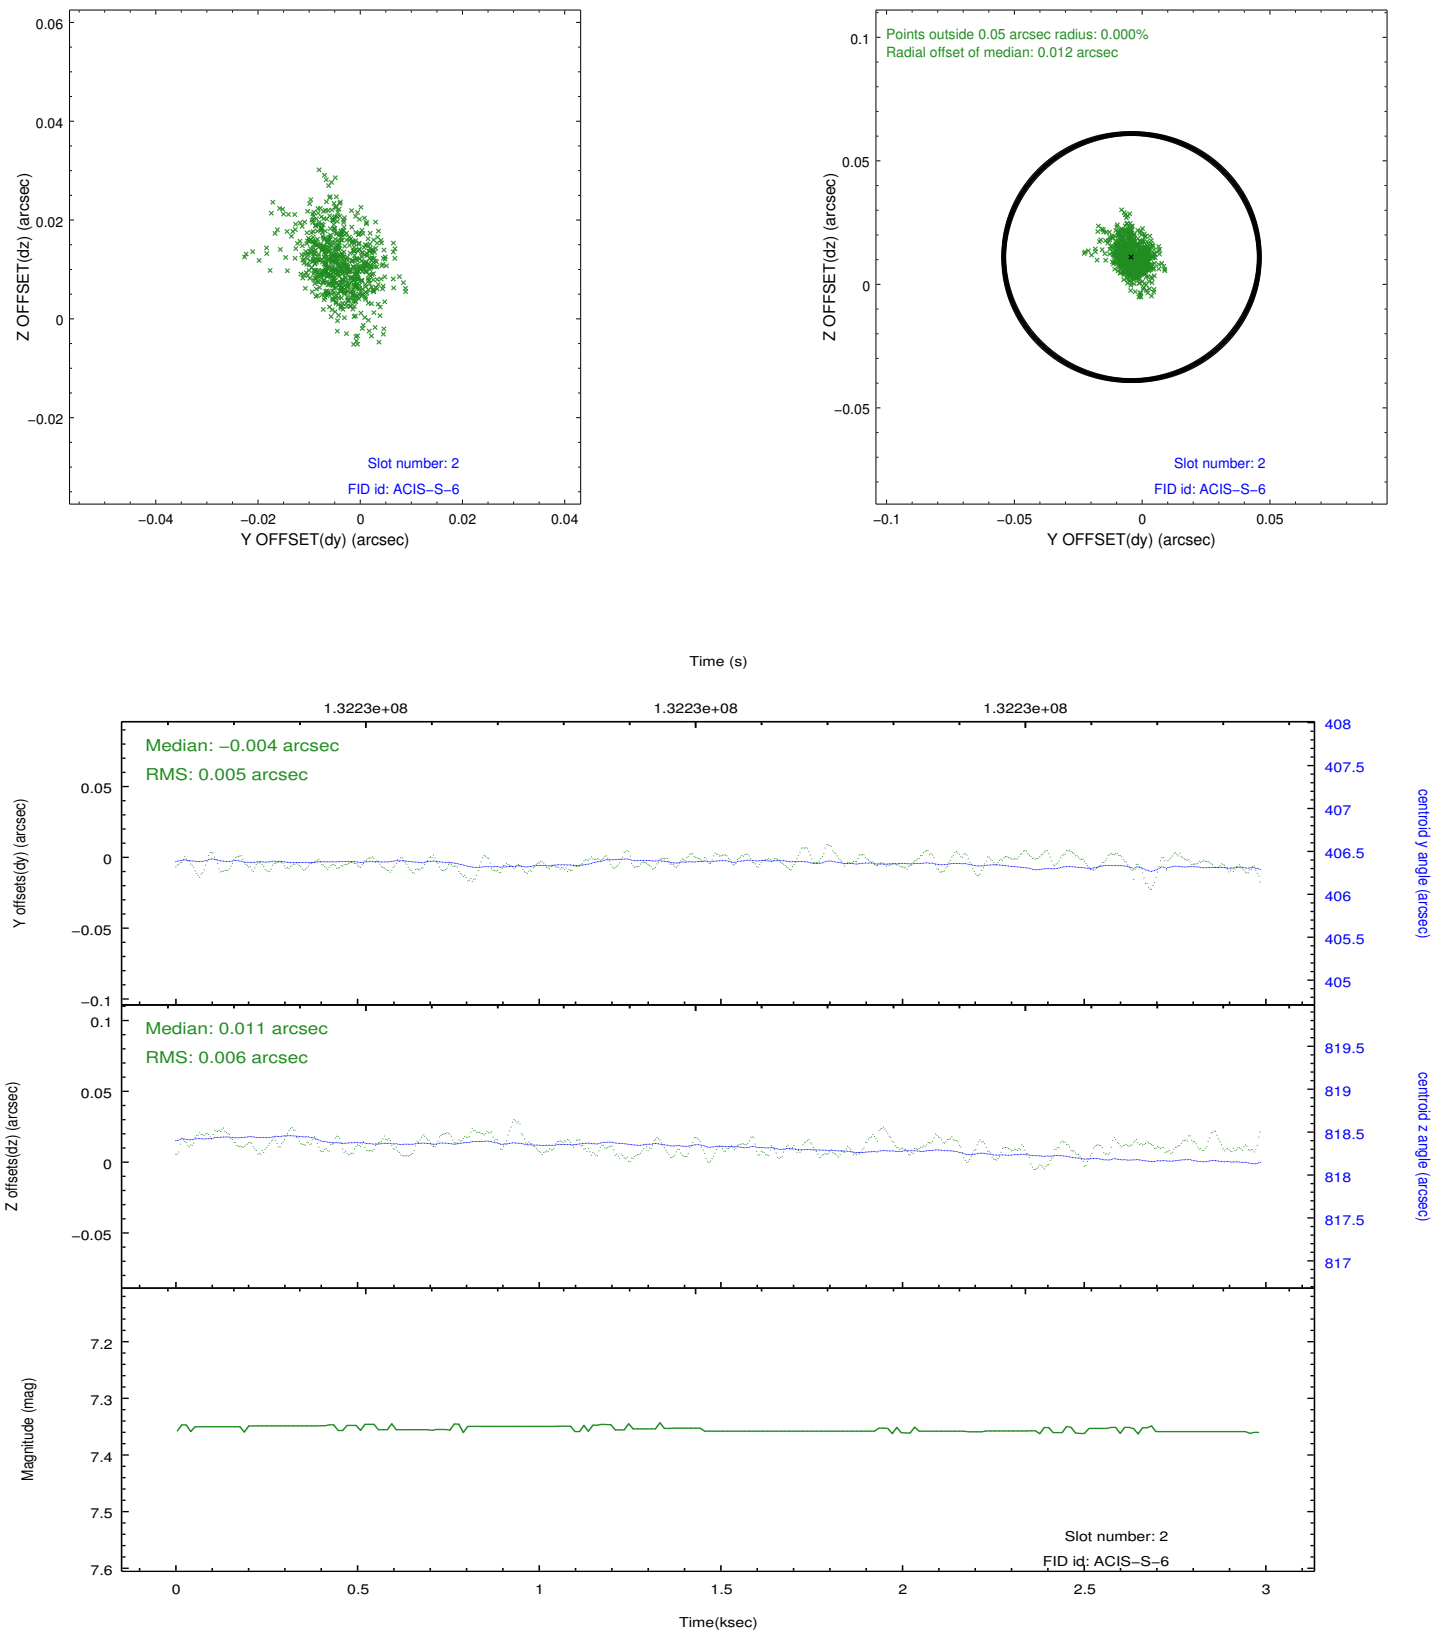 0.06
0.04
0.02
0
−0.02
Z OFFSET(dz) (arcsec)
−0.04
−0.02
0
0.02
0.04
Y OFFSET(dy) (arcsec)
Slot number: 2
FID id: ACIS−S−6
Points outside 0.05 arcsec radius: 0.000%
Radial offset of median: 0.012 arcsec
0.1
0.05
0
−0.05
Z OFFSET(dz) (arcsec)
−0.1
−0.05
0
0.05
Y OFFSET(dy) (arcsec)
Slot number: 2
FID id: ACIS−S−6
Time (s)
1.3223e+08
1.3223e+08
1.3223e+08
Median: −0.004 arcsec
RMS: 0.005 arcsec
0.05
0
−0.05
−0.1
Y offsets(dy) (arcsec)
408
407.5
407
406.5
406
405.5
405
centroid y angle (arcsec)
Median: 0.011 arcsec
RMS: 0.006 arcsec
0.1
0.05
0
−0.05
Z offsets(dz) (arcsec)
819.5
819
818.5
818
817.5
817
centroid z angle (arcsec)
7.2
7.3
7.4
7.5
7.6
Magnitude (mag)
Slot number: 2
FID id: ACIS−S−6
0
0.5
1
1.5
2
2.5
3
Time(ksec)